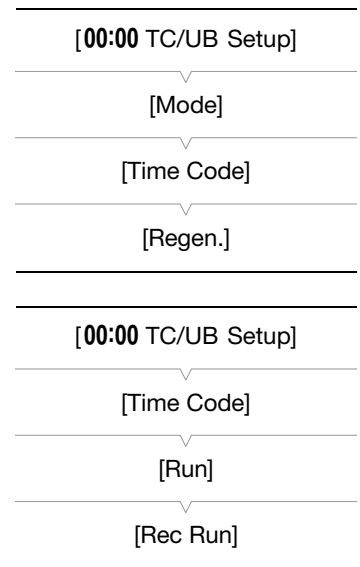 [00:00 TC/UB Setup]
[Mode]
[Time Code]
[Regen.]
[00:00 TC/UB Setup]
[Time Code]
[Run]
[Rec Run]